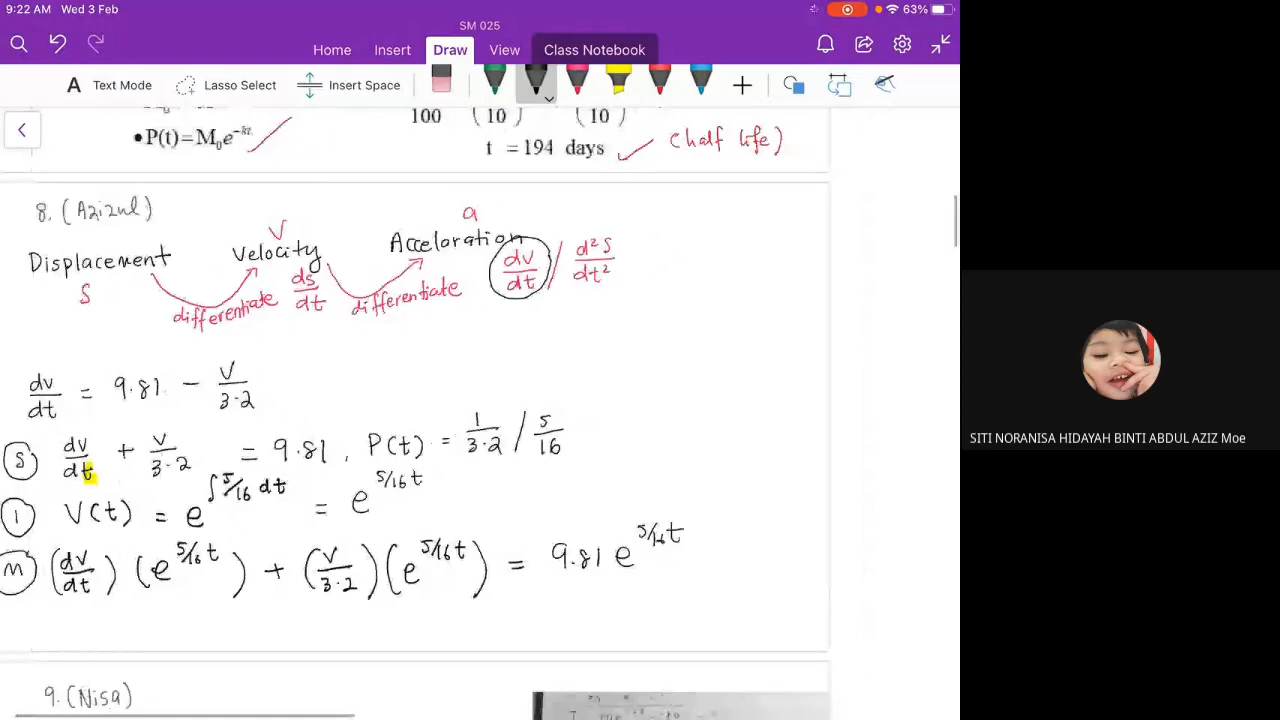 9:22 AM Wed 3 Feb
63%
SM 025
Home Insert Draw View Class Notebook
Text Mode Lasso Select Insert Space
• P(t) = M₀e^(-kt)
100 (10) (10)
t = 194 days (half life)
8. (Azizul)
Displacement Velocity Acceloration
S V a
differentiate ds/dt differentiate dv/dt / d²s/dt²
dv/dt = 9.81 - v/3.2
S dv/dt + v/3.2 = 9.81, P(t) = 1/3.2 / 5/16
I V(t) = e^(∫5/16 dt) = e^(5/16 t)
M (dv/dt)(e^(5/16 t)) + (v/3.2)(e^(5/16 t)) = 9.81 e^(5/16 t)
9. (Nisa)
SITI NORANISA HIDAYAH BINTI ABDUL AZIZ Moe